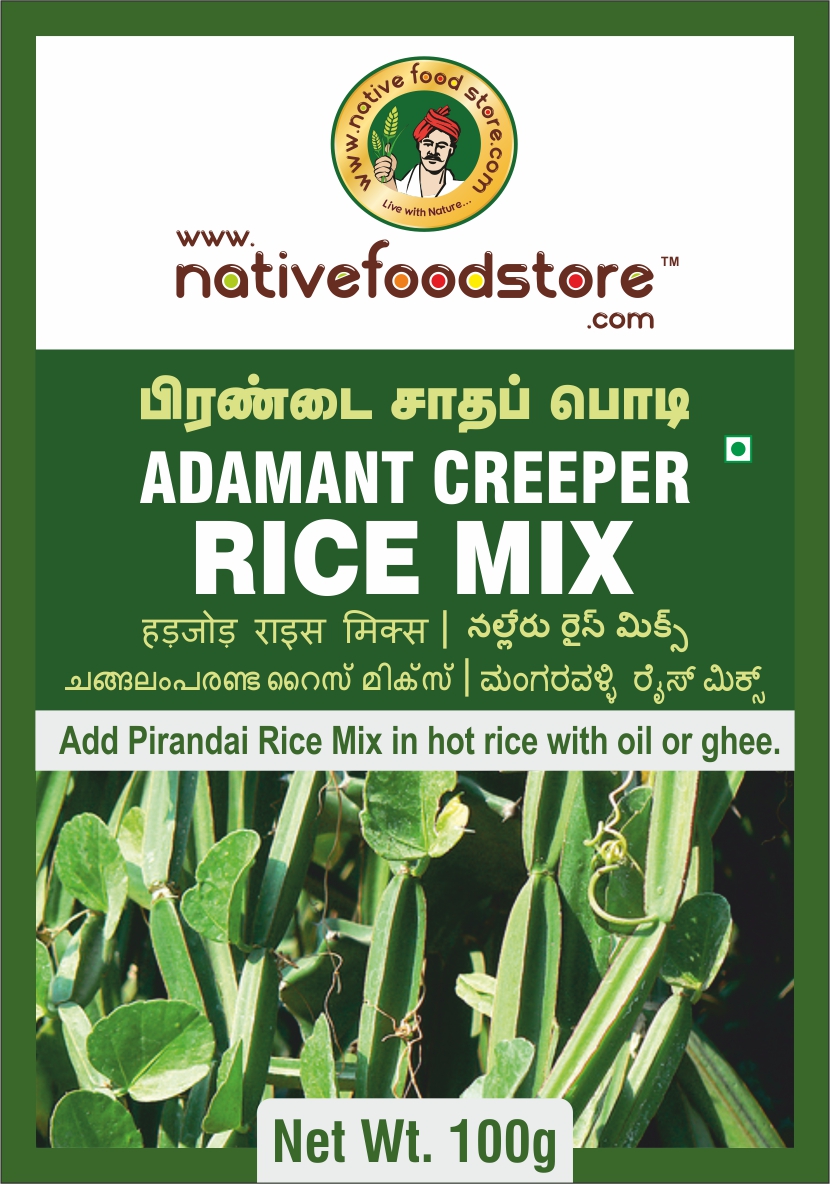 www.native food store.com
Live with Nature...
www.
nativefoodstore™
.com
பிரண்டை சாதப் பொடி
ADAMANT CREEPER
RICE MIX
हड़जोड़ राइस मिक्स | నల్లేరు రైస్ మిక్స్
ചങ്ങലംപരണ്ട റൈസ് മിക്സ് | ಮಂಗರವಳ್ಳಿ ರೈಸ್ ಮಿಕ್ಸ್
Add Pirandai Rice Mix in hot rice with oil or ghee.
Net Wt. 100g